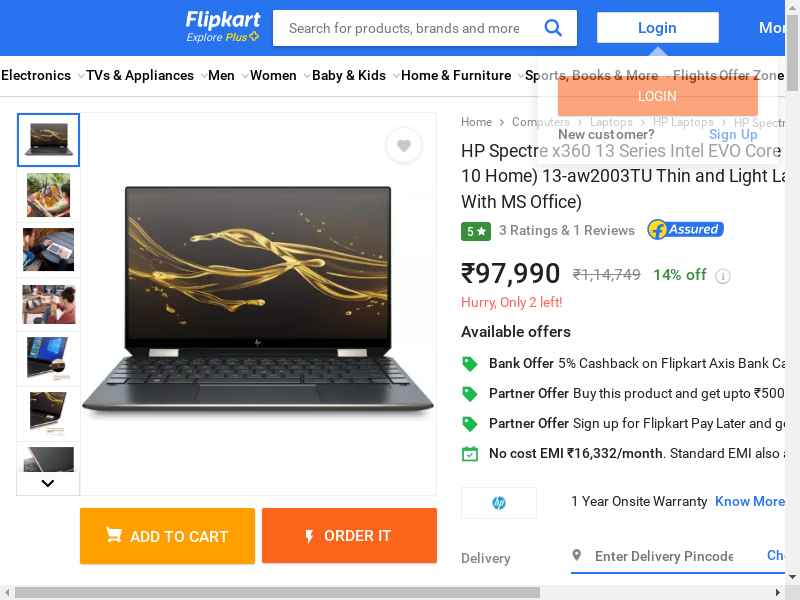 Flipkart
Explore Plus
Search for products, brands and more
Login
Mor
Electronics
TVs & Appliances
Men
Women
Baby & Kids
Home & Furniture
Sports, Books & More
Flights
Offer Zone
LOGIN
New customer?
Sign Up
Home
Computers
Laptops
HP Laptops
HP Spectr
HP Spectre x360 13 Series Intel EVO Core
10 Home) 13-aw2003TU Thin and Light La
With MS Office)
5 ★
3 Ratings & 1 Reviews
Assured
₹97,990
₹1,14,749
14% off
i
Hurry, Only 2 left!
Available offers
Bank Offer 5% Cashback on Flipkart Axis Bank Ca
Partner Offer Buy this product and get upto ₹500
Partner Offer Sign up for Flipkart Pay Later and ge
No cost EMI ₹16,332/month. Standard EMI also a
hp
1 Year Onsite Warranty
Know More
ADD TO CART
ORDER IT
Delivery
Enter Delivery Pincode
Che